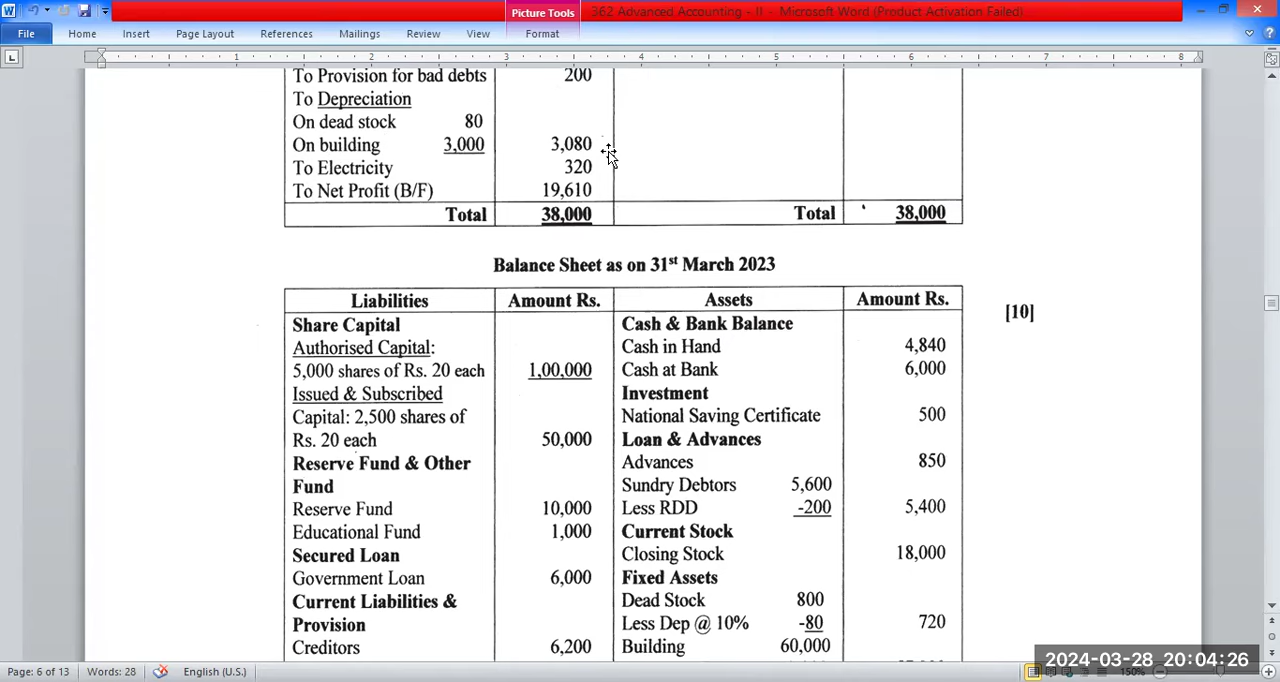 Picture Tools
362 Advanced Accounting - II - Microsoft Word (Product Activation Failed)
File Home Insert Page Layout References Mailings Review View Format
1 2 3 4 5 6 7 8
To Provision for bad debts 200
To Depreciation
On dead stock 80
On building 3,000 3,080
To Electricity 320
To Net Profit (B/F) 19,610
Total 38,000 Total 38,000
Balance Sheet as on 31st March 2023
Liabilities Amount Rs. Assets Amount Rs.
[10]
Share Capital Cash & Bank Balance
Authorised Capital: Cash in Hand 4,840
5,000 shares of Rs. 20 each 1,00,000 Cash at Bank 6,000
Issued & Subscribed Investment
Capital: 2,500 shares of National Saving Certificate 500
Rs. 20 each 50,000 Loan & Advances
Reserve Fund & Other Advances 850
Fund Sundry Debtors 5,600
Reserve Fund 10,000 Less RDD -200 5,400
Educational Fund 1,000 Current Stock
Secured Loan Closing Stock 18,000
Government Loan 6,000 Fixed Assets
Current Liabilities & Dead Stock 800
Provision Less Dep @ 10% -80 720
Creditors 6,200 Building 60,000
Page: 6 of 13 Words: 28 English (U.S.) 150%
2024-03-28 20:04:26